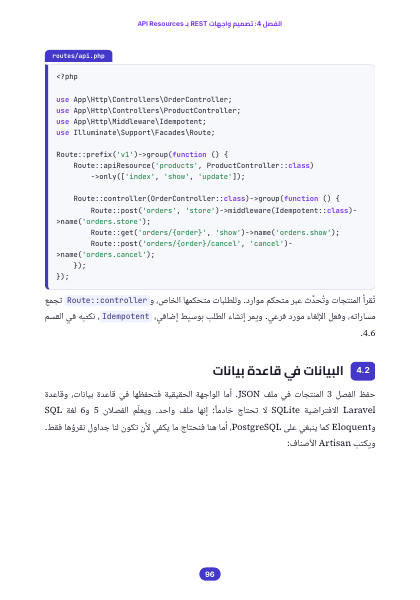 الفصل 4: تصميم واجهات REST بـ API Resources
routes/api.php
<?php
use App\Http\Controllers\OrderController;
use App\Http\Controllers\ProductController;
use App\Http\Middleware\Idempotent;
use Illuminate\Support\Facades\Route;
Route::prefix('v1')->group(function () {
    Route::apiResource('products', ProductController::class)
        ->only(['index', 'show', 'update']);
    Route::controller(OrderController::class)->group(function () {
        Route::post('orders', 'store')->middleware(Idempotent::class)-
>name('orders.store');
        Route::get('orders/{order}', 'show')->name('orders.show');
        Route::post('orders/{order}/cancel', 'cancel')-
>name('orders.cancel');
    });
});
تُقرأ المنتجات وتُحدَّث عبر متحكم موارد. وللطلبات متحكمها الخاص، و Route::controller تجمع
مساراته، وفعل الإلغاء مورد فرعي. ويمر إنشاء الطلب بوسيط إضافي، Idempotent، نكتبه في القسم
4.6.
4.2 البيانات في قاعدة بيانات
حفظ الفصل 3 المنتجات في ملف JSON. أما الواجهة الحقيقية فتحفظها في قاعدة بيانات، وقاعدة
Laravel الافتراضية SQLite لا تحتاج خادماً: إنها ملف واحد. ويعلّم الفصلان 5 و6 لغة SQL
وEloquent كما ينبغي على PostgreSQL، أما هنا فنحتاج ما يكفي لأن تكون لنا جداول نقرؤها فقط.
ويكتب Artisan الأصناف:
96